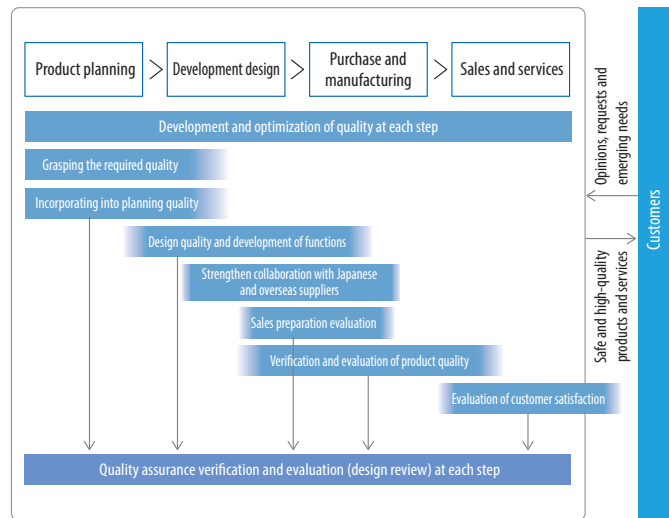 Product planning
Development design
Purchase and
manufacturing
Sales and services
Development and optimization of quality at each step
Grasping the required quality
Incorporating into planning quality
Design quality and development of functions
Strengthen collaboration with Japanese
and overseas suppliers
Sales preparation evaluation
Verification and evaluation of product quality
Evaluation of customer satisfaction
Quality assurance verification and evaluation (design review) at each step
Opinions, requests and
emerging needs
Safe and high-quality
products and services
Customers